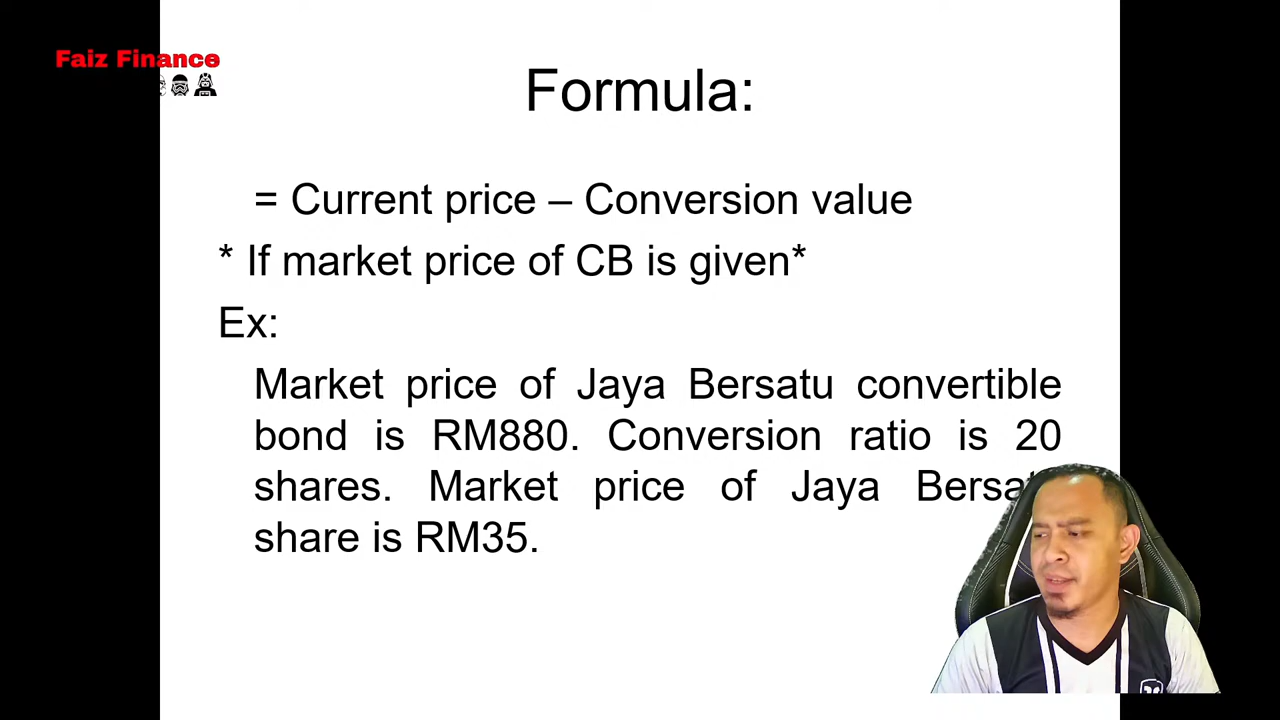 Faiz Finance
Formula:
= Current price – Conversion value
* If market price of CB is given*
Ex:
Market price of Jaya Bersatu convertible
bond is RM880. Conversion ratio is 20
shares. Market price of Jaya
share is RM35.